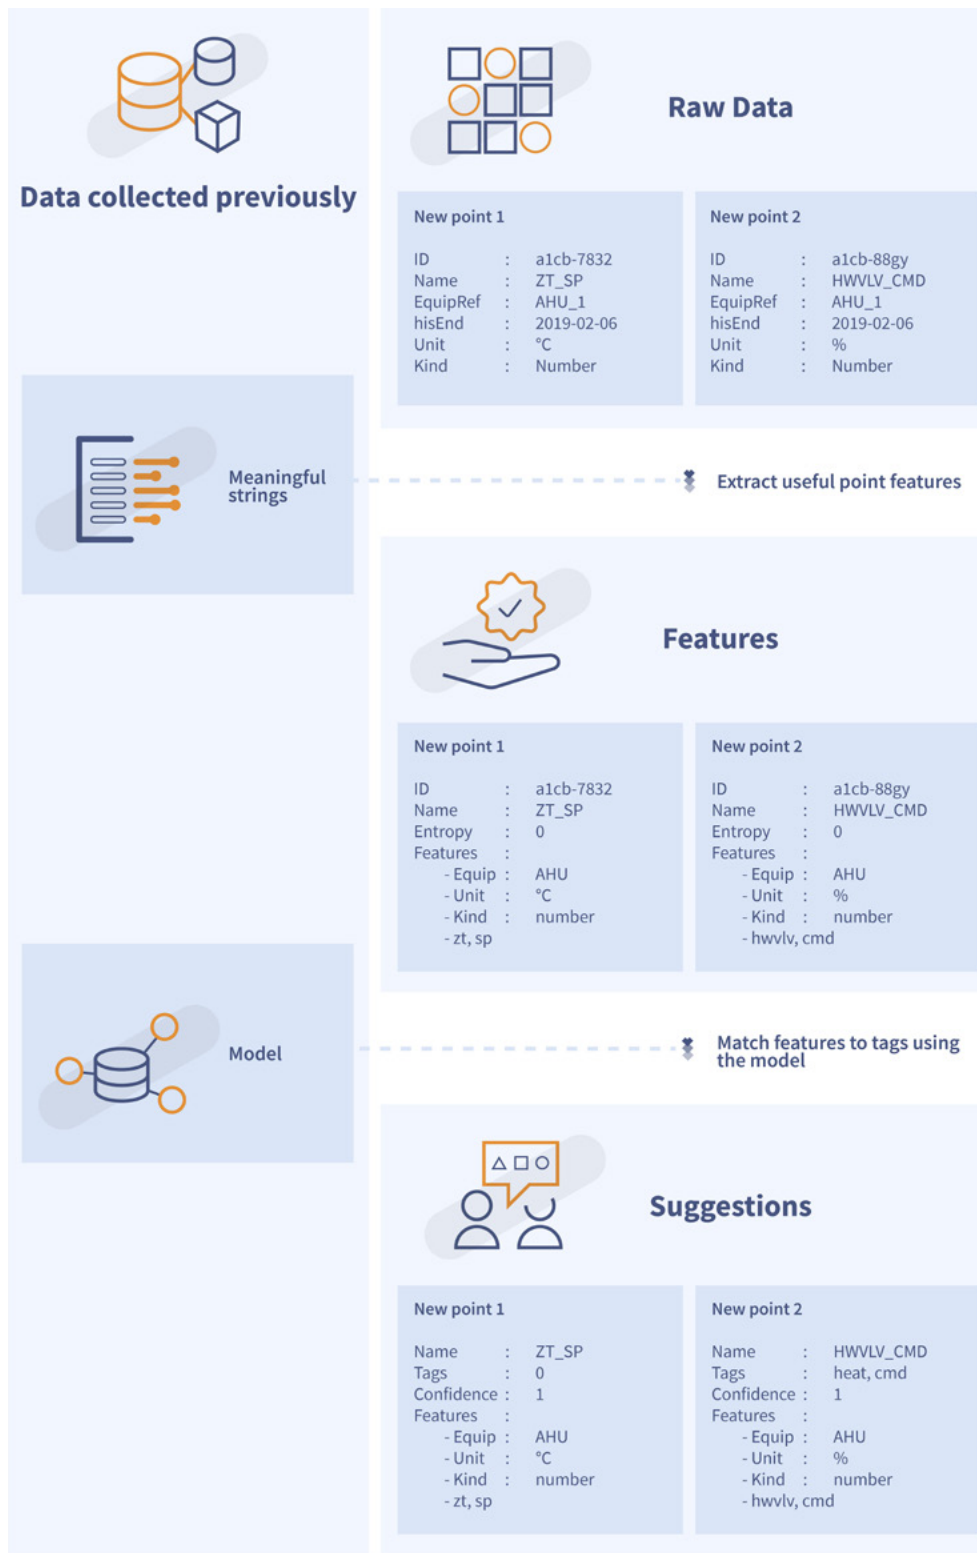 Data collected previously
Raw Data
New point 1
ID : a1cb-7832
Name : ZT_SP
EquipRef : AHU_1
hisEnd : 2019-02-06
Unit : °C
Kind : Number
New point 2
ID : a1cb-88gy
Name : HWVLV_CMD
EquipRef : AHU_1
hisEnd : 2019-02-06
Unit : %
Kind : Number
Meaningful
strings
Extract useful point features
Features
New point 1
ID : a1cb-7832
Name : ZT_SP
Entropy : 0
Features :
- Equip : AHU
- Unit : °C
- Kind : number
- zt, sp
New point 2
ID : a1cb-88gy
Name : HWVLV_CMD
Entropy : 0
Features :
- Equip : AHU
- Unit : %
- Kind : number
- hwvlv, cmd
Model
Match features to tags using
the model
Suggestions
New point 1
Name : ZT_SP
Tags : 0
Confidence : 1
Features :
- Equip : AHU
- Unit : °C
- Kind : number
- zt, sp
New point 2
Name : HWVLV_CMD
Tags : heat, cmd
Confidence : 1
Features :
- Equip : AHU
- Unit : %
- Kind : number
- hwvlv, cmd